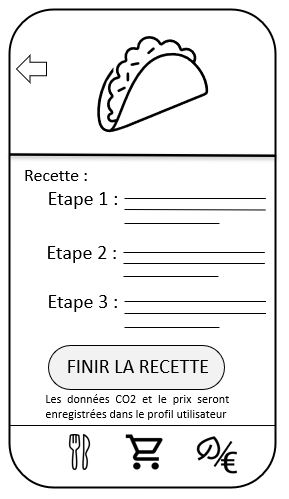 Recette :
Etape 1 :
Etape 2 :
Etape 3 :
FINIR LA RECETTE
Les données CO2 et le prix seront
enregistrées dans le profil utilisateur
/€